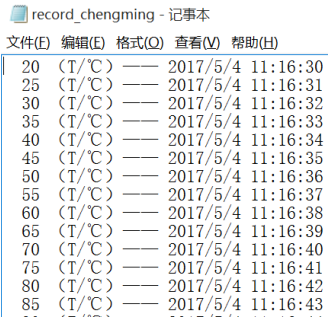 record_chengming - 记事本
文件(F) 编辑(E) 格式(O) 查看(V) 帮助(H)
20 （T/℃）—— 2017/5/4 11:16:30
25 （T/℃）—— 2017/5/4 11:16:31
30 （T/℃）—— 2017/5/4 11:16:32
35 （T/℃）—— 2017/5/4 11:16:33
40 （T/℃）—— 2017/5/4 11:16:34
45 （T/℃）—— 2017/5/4 11:16:35
50 （T/℃）—— 2017/5/4 11:16:36
55 （T/℃）—— 2017/5/4 11:16:37
60 （T/℃）—— 2017/5/4 11:16:38
65 （T/℃）—— 2017/5/4 11:16:39
70 （T/℃）—— 2017/5/4 11:16:40
75 （T/℃）—— 2017/5/4 11:16:41
80 （T/℃）—— 2017/5/4 11:16:42
85 （T/℃）—— 2017/5/4 11:16:43